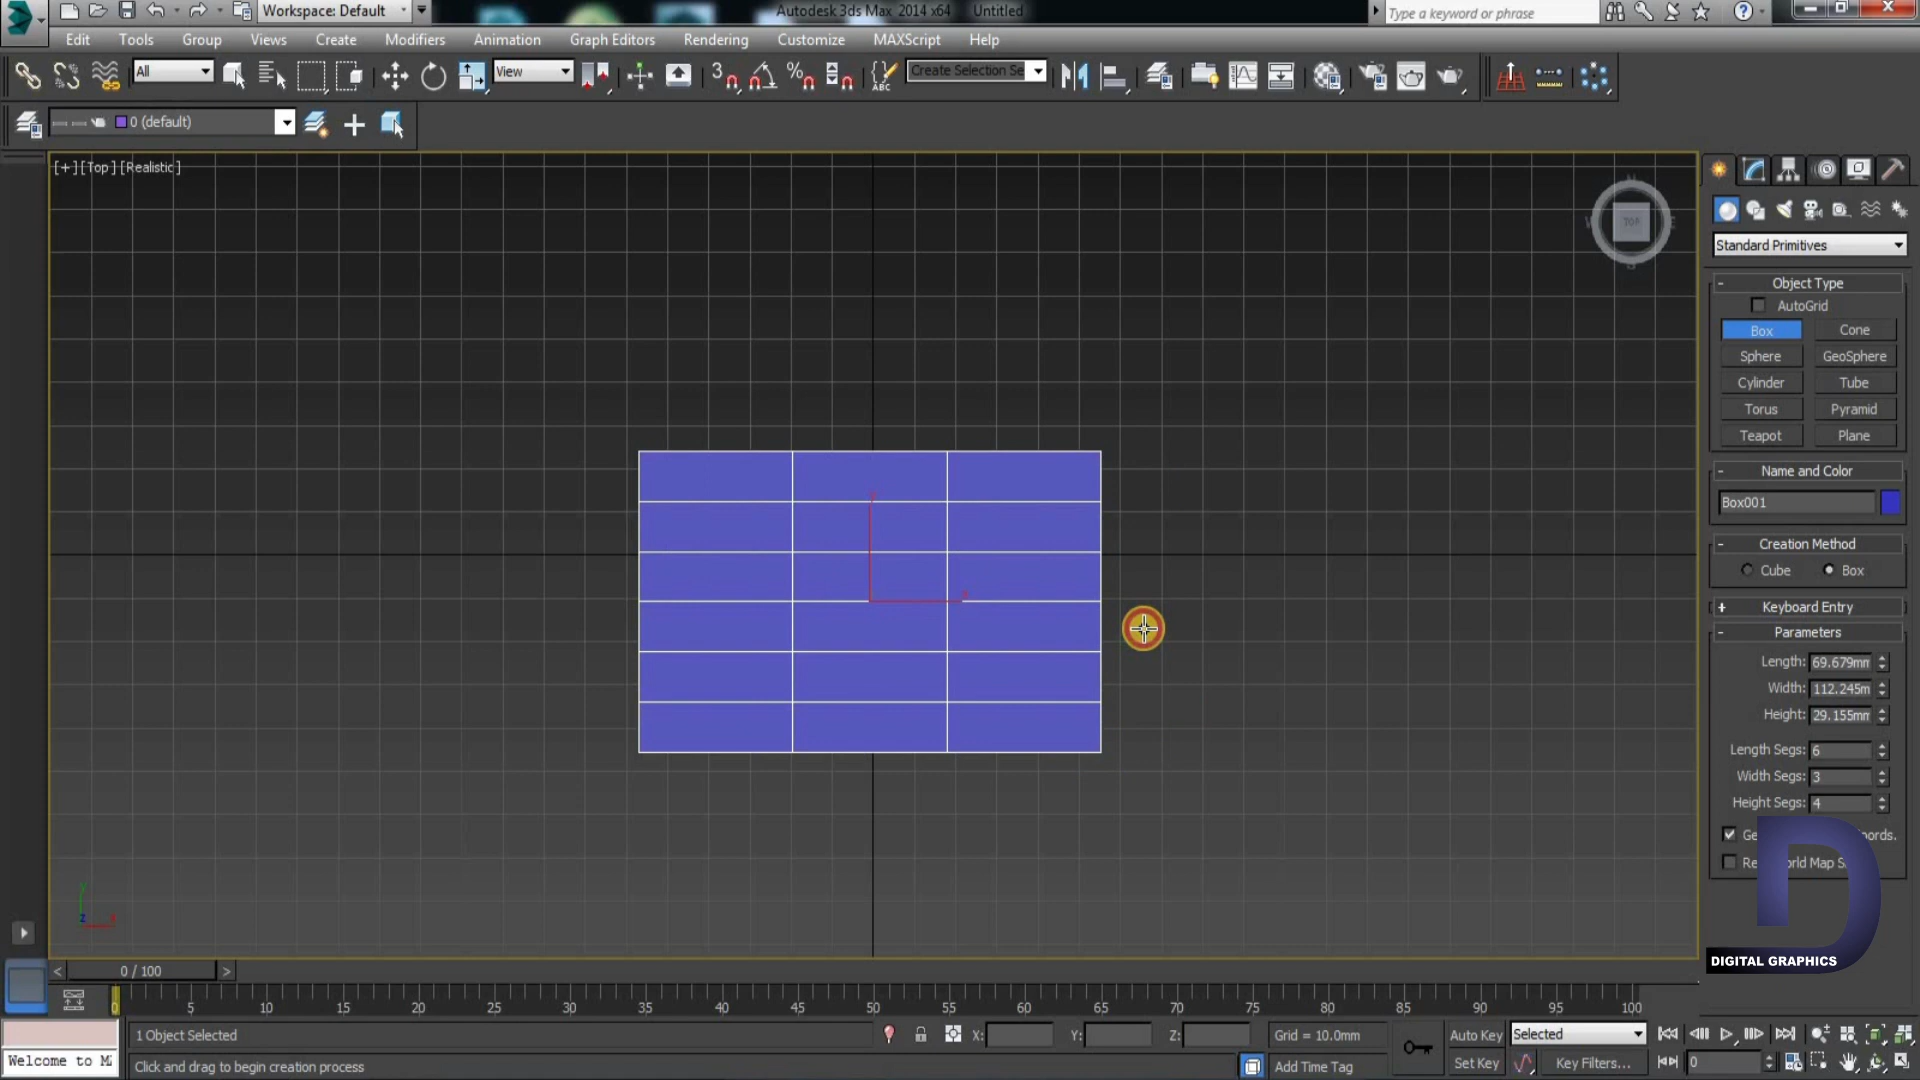 Workspace: Default
Autodesk 3ds Max 2014 x64 Untitled
Type a keyword or phrase
Edit Tools Group Views Create Modifiers Animation Graph Editors Rendering Customize MAXScript Help
All
View
3
ABC
Create Selection Se
0 (default)
[+][Top][Realistic]
TOP
Standard Primitives
- Object Type
AutoGrid
Box Cone
Sphere GeoSphere
Cylinder Tube
Torus Pyramid
Teapot Plane
- Name and Color
Box001
- Creation Method
Cube Box
+ Keyboard Entry
- Parameters
Length: 69.679mm
Width: 112.245m
Height: 29.155mm
Length Segs: 6
Width Segs: 3
Height Segs: 4
DIGITAL GRAPHICS
y
z x
< 0 / 100 >
0 5 10 15 20 25 30 35 40 45 50 55 60 65 70 75 80 85 90 95 100
1 Object Selected X: Y: Z: Grid = 10.0mm Auto Key Selected
Welcome to M
Click and drag to begin creation process Add Time Tag Set Key Key Filters... 0